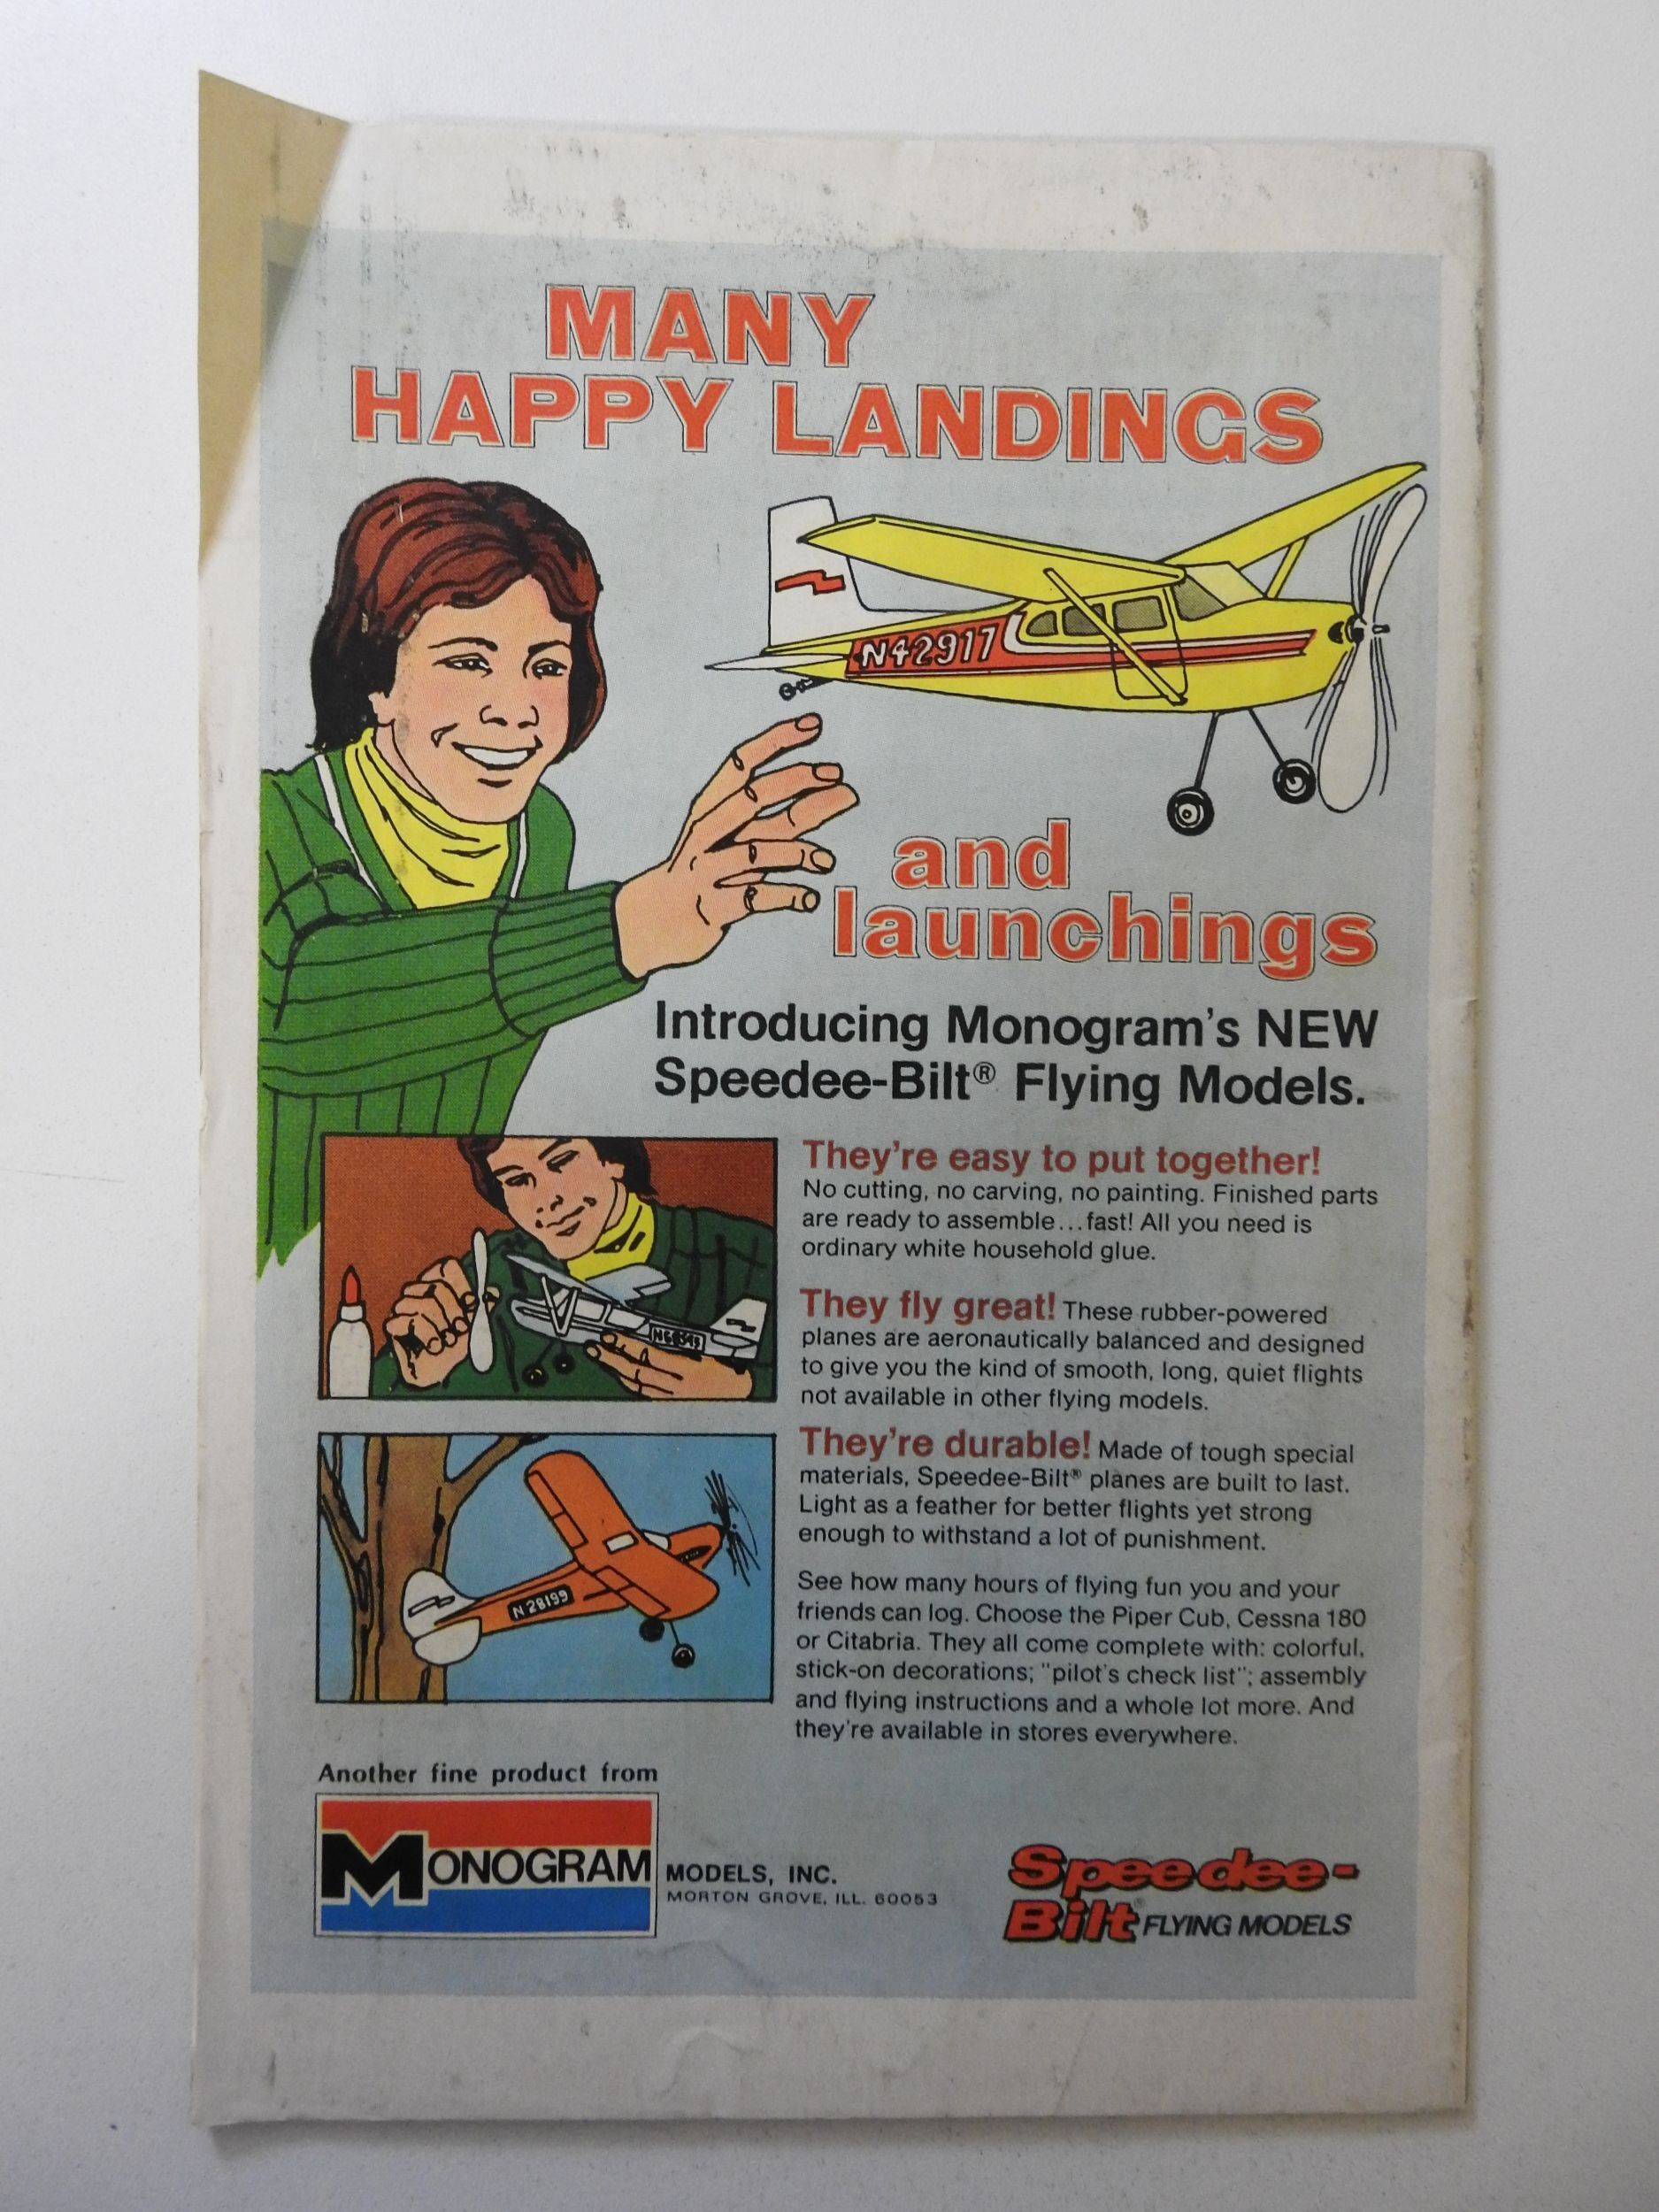 MANY
HAPPY LANDINGS
N42917
and
launchings
Introducing Monogram's NEW
Speedee-Bilt® Flying Models.
They're easy to put together!
No cutting, no carving, no painting. Finished parts
are ready to assemble...fast! All you need is
ordinary white household glue.
They fly great! These rubber-powered
planes are aeronautically balanced and designed
to give you the kind of smooth, long, quiet flights
not available in other flying models.
They're durable! Made of tough special
materials, Speedee-Bilt® planes are built to last.
Light as a feather for better flights yet strong
enough to withstand a lot of punishment.
N28199
See how many hours of flying fun you and your
friends can log. Choose the Piper Cub, Cessna 180
or Citabria. They all come complete with: colorful,
stick-on decorations; "pilot's check list"; assembly
and flying instructions and a whole lot more. And
they're available in stores everywhere.
Another fine product from
MONOGRAM
MODELS, INC.
MORTON GROVE, ILL. 60053
Speedee-
Bilt® FLYING MODELS